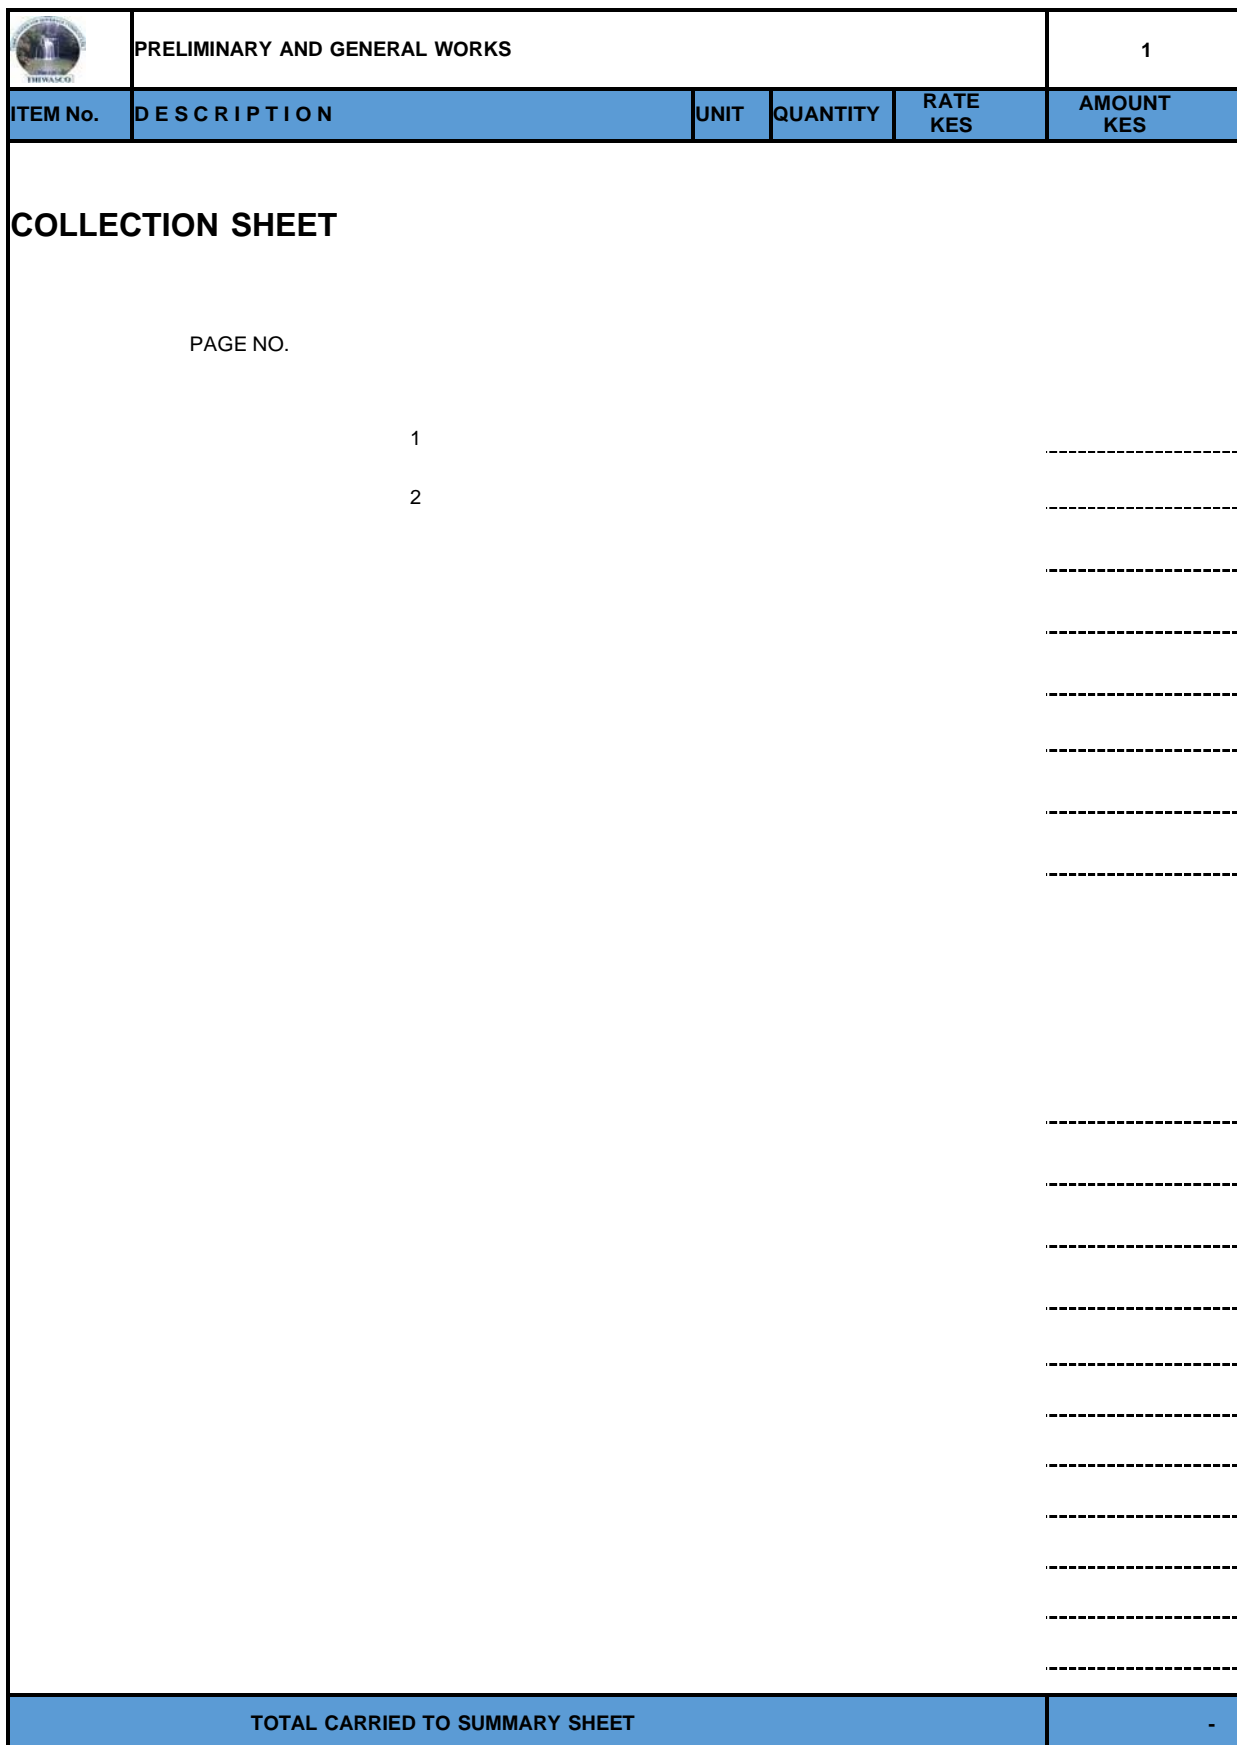 THIWASCO
PRELIMINARY AND GENERAL WORKS
1
ITEM No.
D E S C R I P T I O N
UNIT
QUANTITY
RATE
KES
AMOUNT
KES
COLLECTION SHEET
PAGE NO.
1
2
TOTAL CARRIED TO SUMMARY SHEET
-